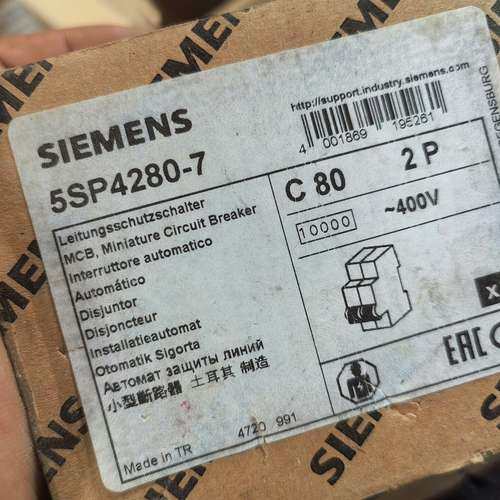 http://support.industry.siemens.com
SIEMENS
4 001869 195261
5SP4280-7
C 80
2 P
10000
~400V
Leitungsschutzschalter
MCB, Miniature Circuit Breaker
Interruttore automatico
Automático
Disjuntor
Disjoncteur
Installatieautomat
Otomatik Sigorta
Автомат защиты линий
小型斷路器 土耳其 制造
X
EAC
Made in TR
4720 991
SIEMENS
SIEMENS
SIEMENS